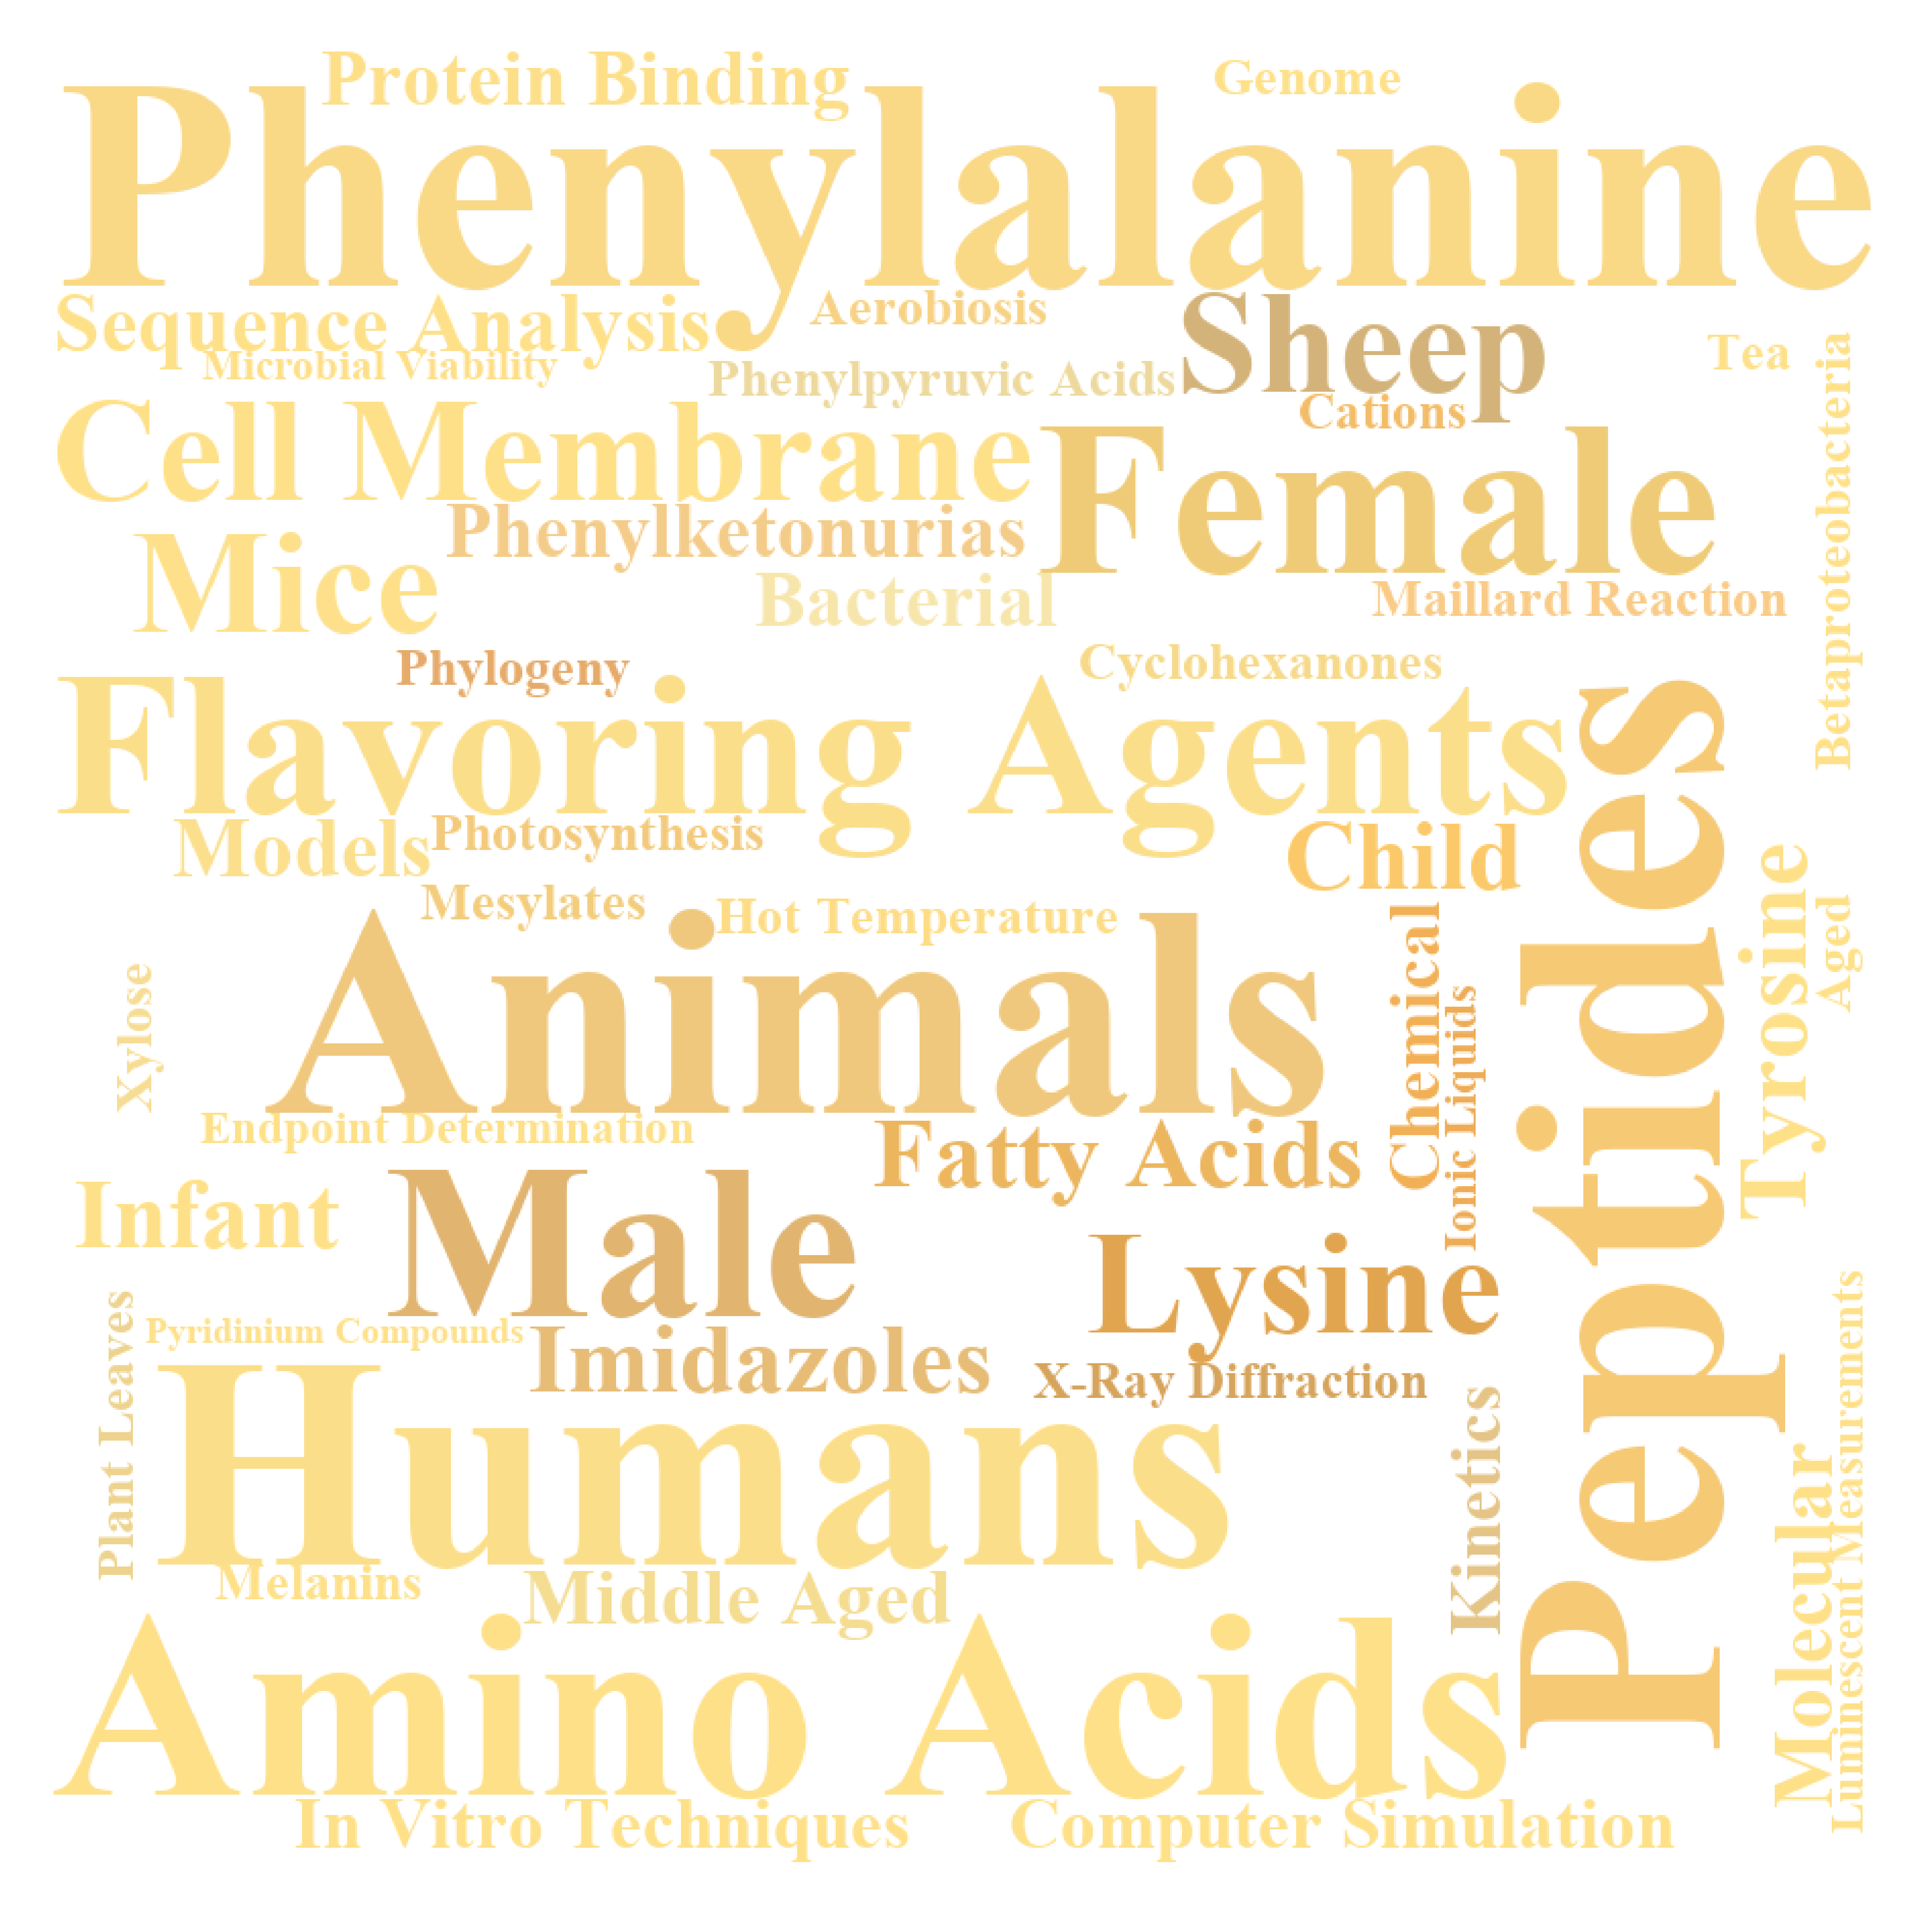 Protein Binding
Genome
Phenylalanine
Sequence Analysis
Aerobiosis
Sheep
Tea
Microbial Viability
Phenylpyruvic Acids
Cations
Betaproteobacteria
Cell Membrane
Female
Phenylketonurias
Mice
Bacterial
Maillard Reaction
Phylogeny
Cyclohexanones
Flavoring Agents
Peptides
Models
Photosynthesis
Child
Tyrosine
Mesylates
Hot Temperature
Aged
Animals
Chemical
Ionic Liquids
Xylose
Endpoint Determination
Fatty Acids
Infant
Male
Lysine
Plant Leaves
Pyridinium Compounds
Imidazoles
X-Ray Diffraction
Humans
Kinetics
Molecular
Luminescent Measurements
Melanins
Middle Aged
Amino Acids
In Vitro Techniques
Computer Simulation